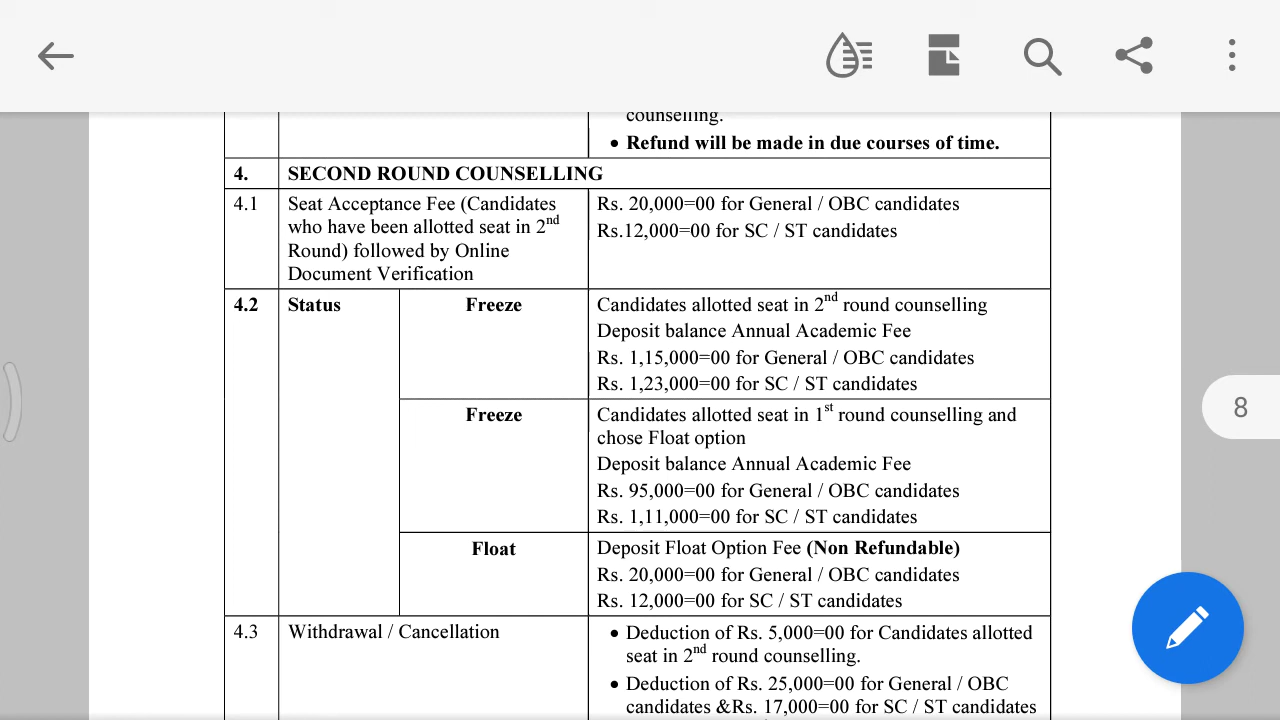 counselling.
• Refund will be made in due courses of time.
4. SECOND ROUND COUNSELLING
4.1 Seat Acceptance Fee (Candidates who have been allotted seat in 2nd Round) followed by Online Document Verification
Rs. 20,000=00 for General / OBC candidates
Rs.12,000=00 for SC / ST candidates
4.2 Status
Freeze
Candidates allotted seat in 2nd round counselling
Deposit balance Annual Academic Fee
Rs. 1,15,000=00 for General / OBC candidates
Rs. 1,23,000=00 for SC / ST candidates
Freeze
Candidates allotted seat in 1st round counselling and
chose Float option
Deposit balance Annual Academic Fee
Rs. 95,000=00 for General / OBC candidates
Rs. 1,11,000=00 for SC / ST candidates
Float
Deposit Float Option Fee (Non Refundable)
Rs. 20,000=00 for General / OBC candidates
Rs. 12,000=00 for SC / ST candidates
4.3 Withdrawal / Cancellation
• Deduction of Rs. 5,000=00 for Candidates allotted
seat in 2nd round counselling.
• Deduction of Rs. 25,000=00 for General / OBC
candidates &Rs. 17,000=00 for SC / ST candidates
8